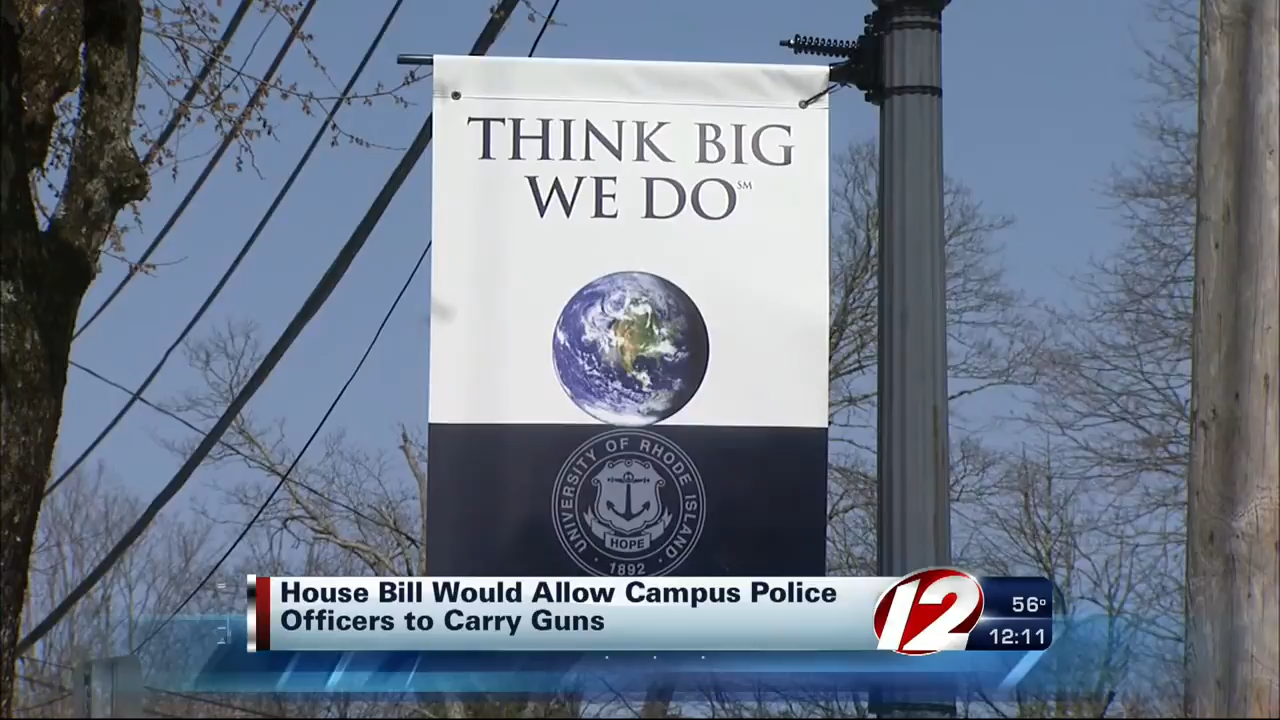 THINK BIG
WE DO℠
UNIVERSITY OF RHODE ISLAND
HOPE
· 1892 ·
House Bill Would Allow Campus Police
Officers to Carry Guns
12
56°
12:11